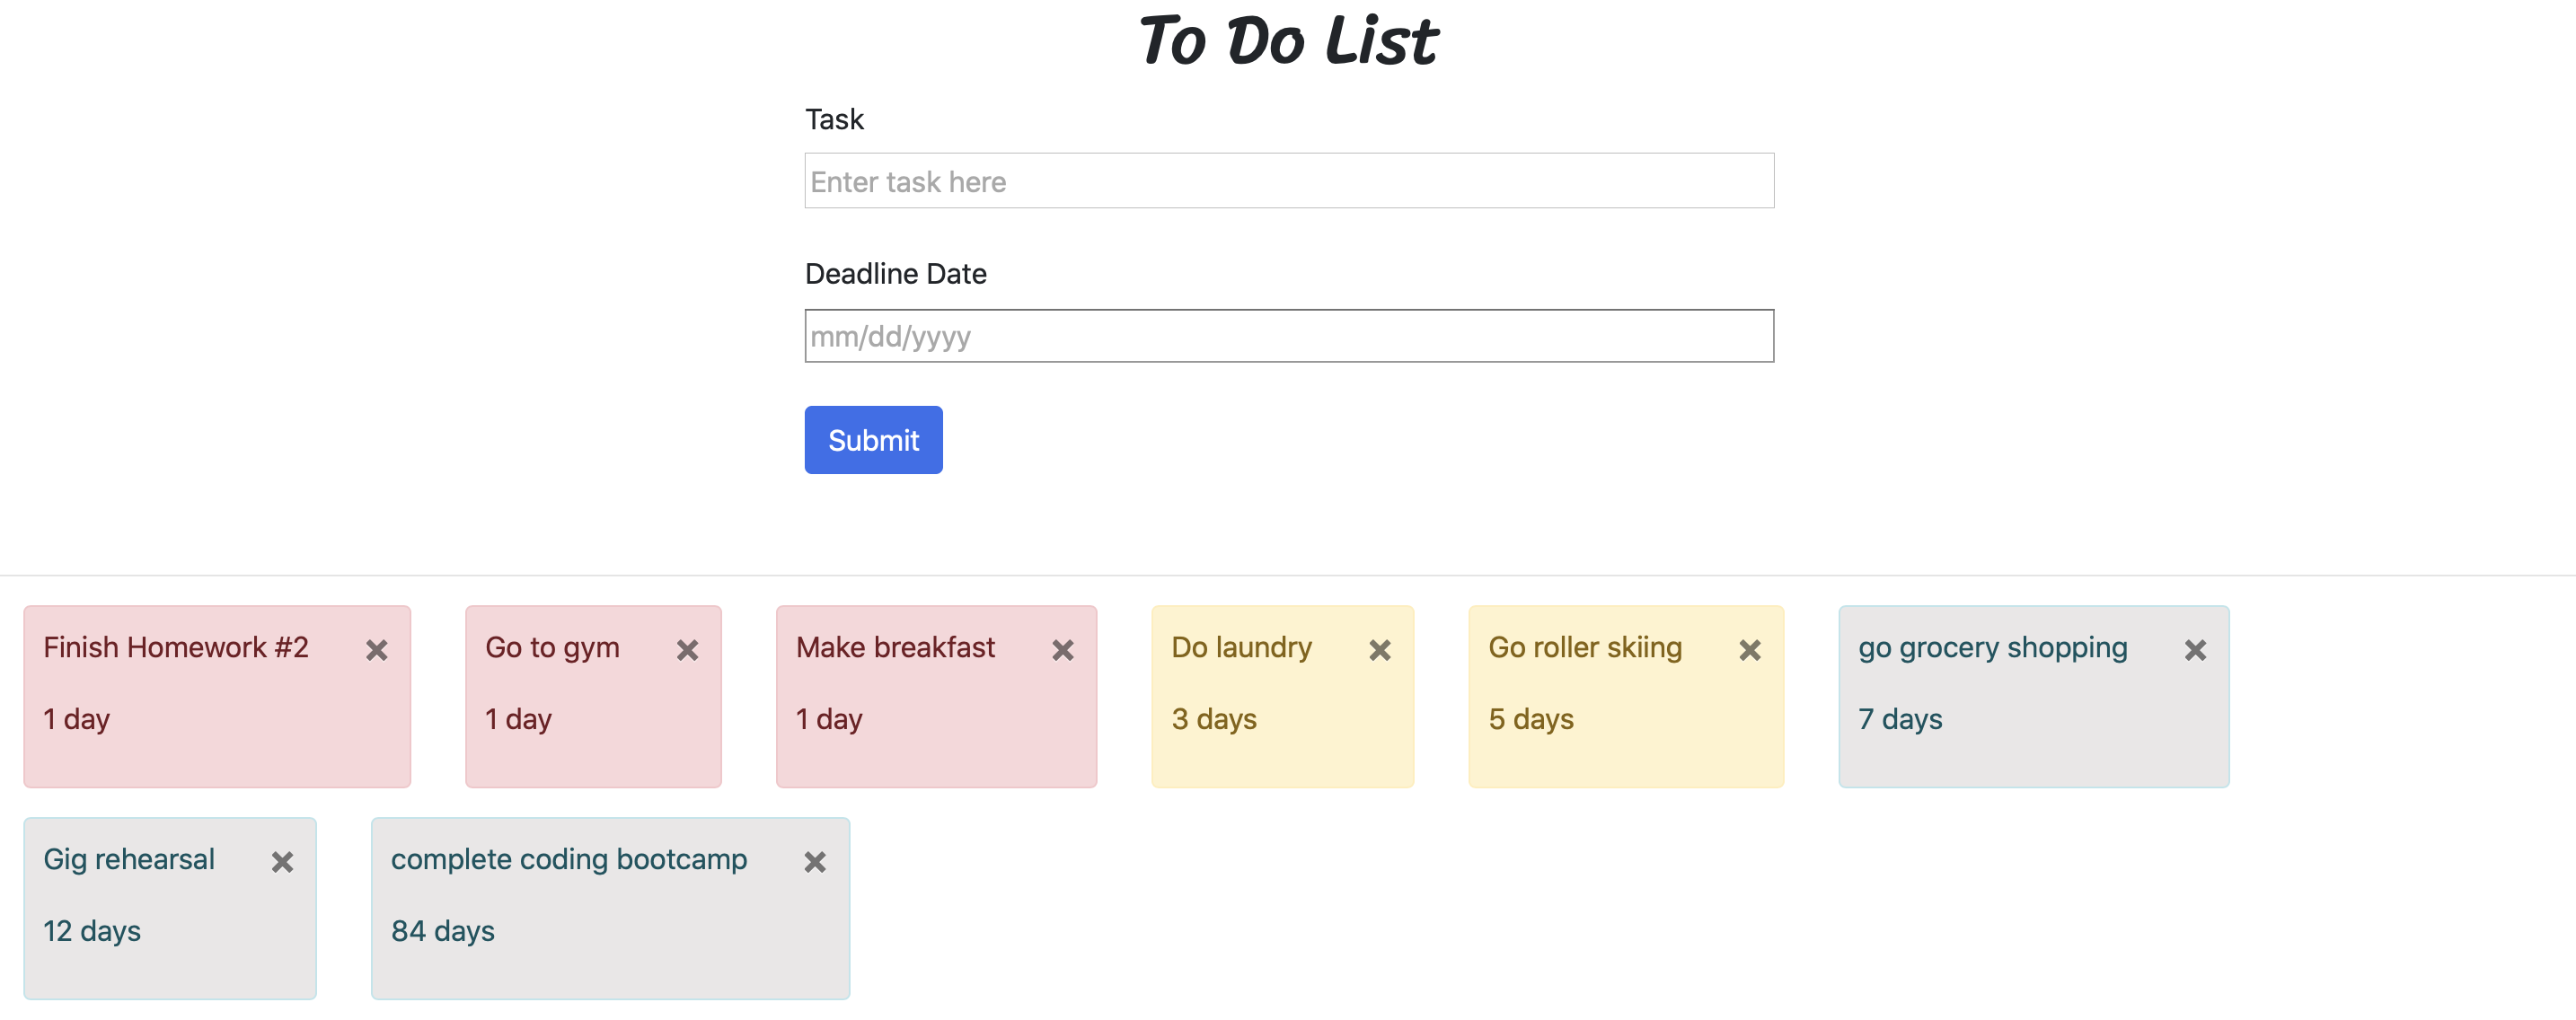 To Do List
Task
Enter task here
Deadline Date
mm/dd/yyyy
Submit
Finish Homework #2 ×
1 day
Go to gym ×
1 day
Make breakfast ×
1 day
Do laundry ×
3 days
Go roller skiing ×
5 days
go grocery shopping ×
7 days
Gig rehearsal ×
12 days
complete coding bootcamp ×
84 days